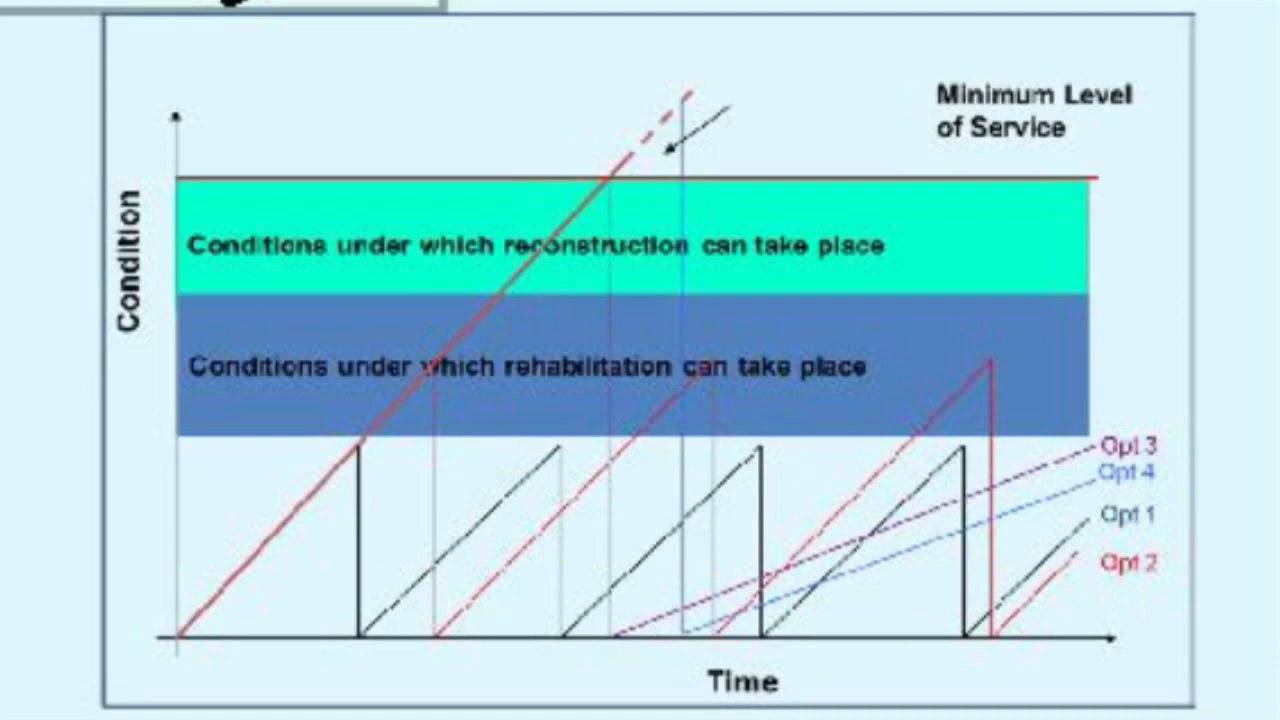 Minimum Level
of Service
Condition
Conditions under which reconstruction can take place
Conditions under which rehabilitation can take place
Opt 3
Opt 4
Opt 1
Opt 2
Time